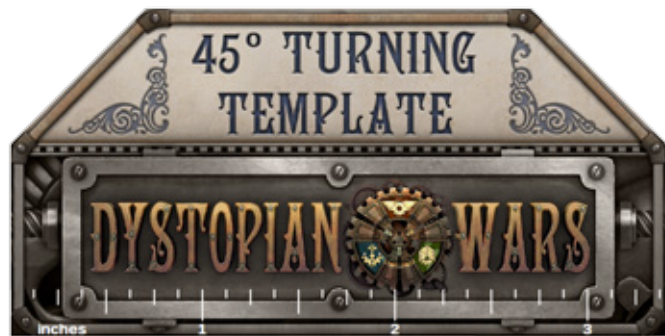 45° TURNING
TEMPLATE
DYSTOPIAN WARS
inches 1 2 3